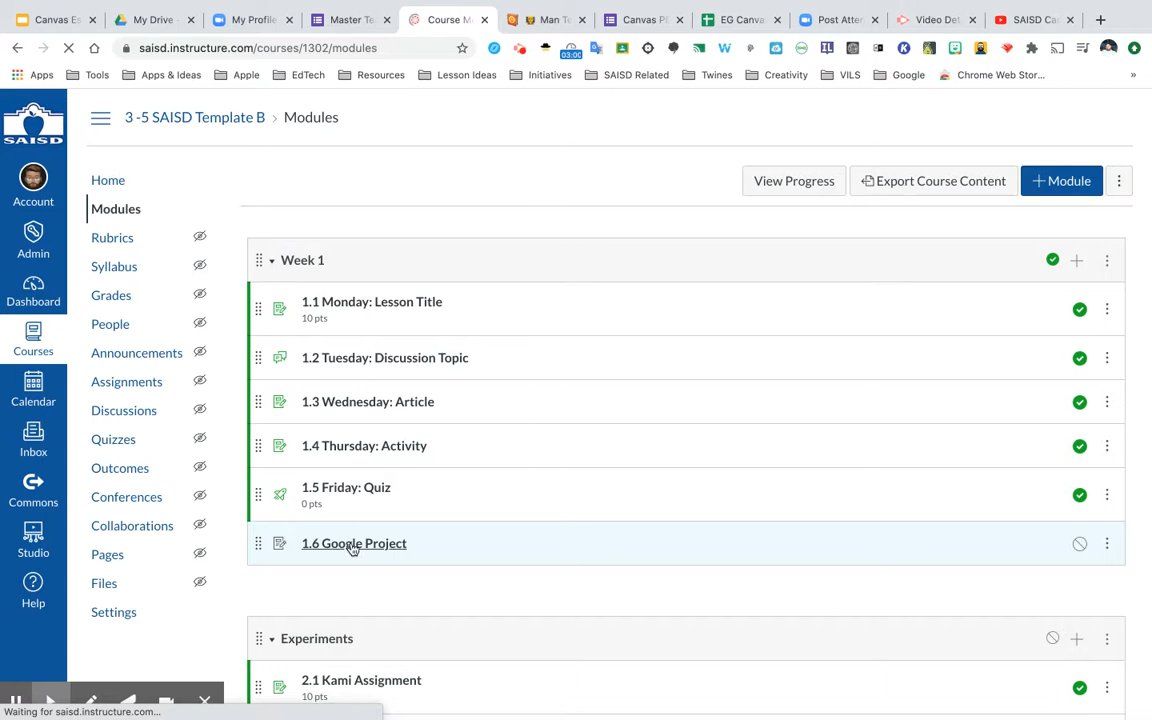 Canvas Es
My Drive -
My Profile
Master Te
Course M
Man Te
Canvas P
EG Canva
Post Atten
Video Det
SAISD Ca
saisd.instructure.com/courses/1302/modules
03:00
Apps
Tools
Apps & Ideas
Apple
EdTech
Resources
Lesson Ideas
Initiatives
SAISD Related
Twines
Creativity
VILS
Google
Chrome Web Stor...
»
SAISD
3 -5 SAISD Template B > Modules
Account
Admin
Dashboard
Courses
Calendar
Inbox
Commons
Studio
Help
Home
Modules
Rubrics
Syllabus
Grades
People
Announcements
Assignments
Discussions
Quizzes
Outcomes
Conferences
Collaborations
Pages
Files
Settings
View Progress
Export Course Content
+ Module
Week 1
1.1 Monday: Lesson Title
10 pts
1.2 Tuesday: Discussion Topic
1.3 Wednesday: Article
1.4 Thursday: Activity
1.5 Friday: Quiz
0 pts
1.6 Google Project
Experiments
2.1 Kami Assignment
10 pts
Waiting for saisd.instructure.com...